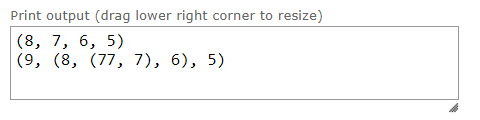 Print output (drag lower right corner to resize)
(8, 7, 6, 5)
(9, (8, (77, 7), 6), 5)